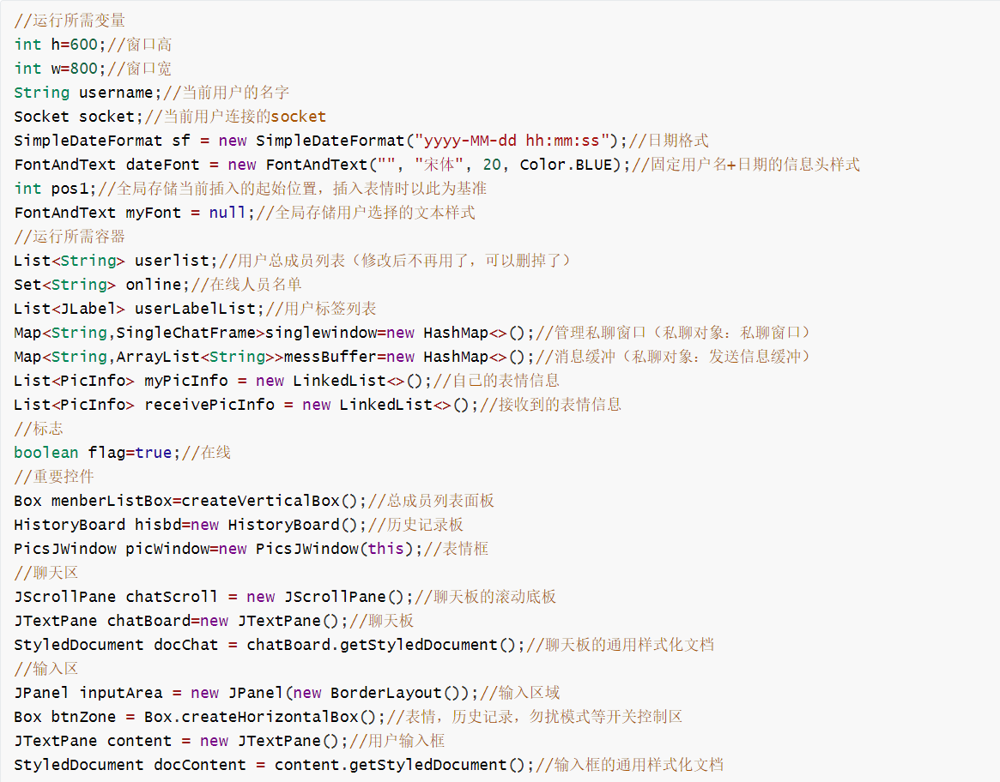 //运行所需变量
int h=600;//窗口高
int w=800;//窗口宽
String username;//当前用户的名字
Socket socket;//当前用户连接的socket
SimpleDateFormat sf = new SimpleDateFormat("yyyy-MM-dd hh:mm:ss");//日期格式
FontAndText dateFont = new FontAndText("", "宋体", 20, Color.BLUE);//固定用户名+日期的信息头样式
int pos1;//全局存储当前插入的起始位置，插入表情时以此为基准
FontAndText myFont = null;//全局存储用户选择的文本样式
//运行所需容器
List<String> userlist;//用户总成员列表（修改后不再用了，可以删掉了）
Set<String> online;//在线人员名单
List<JLabel> userLabelList;//用户标签列表
Map<String,SingleChatFrame>singlewindow=new HashMap<>();//管理私聊窗口（私聊对象：私聊窗口）
Map<String,ArrayList<String>>messBuffer=new HashMap<>();//消息缓冲（私聊对象：发送信息缓冲）
List<PicInfo> myPicInfo = new LinkedList<>();//自己的表情信息
List<PicInfo> receivePicInfo = new LinkedList<>();//接收到的表情信息
//标志
boolean flag=true;//在线
//重要控件
Box menberListBox=createVerticalBox();//总成员列表面板
HistoryBoard hisbd=new HistoryBoard();//历史记录板
PicsJWindow picWindow=new PicsJWindow(this);//表情框
//聊天区
JScrollPane chatScroll = new JScrollPane();//聊天板的滚动底板
JTextPane chatBoard=new JTextPane();//聊天板
StyledDocument docChat = chatBoard.getStyledDocument();//聊天板的通用样式化文档
//输入区
JPanel inputArea = new JPanel(new BorderLayout());//输入区域
Box btnZone = Box.createHorizontalBox();//表情，历史记录，勿扰模式等开关控制区
JTextPane content = new JTextPane();//用户输入框
StyledDocument docContent = content.getStyledDocument();//输入框的通用样式化文档